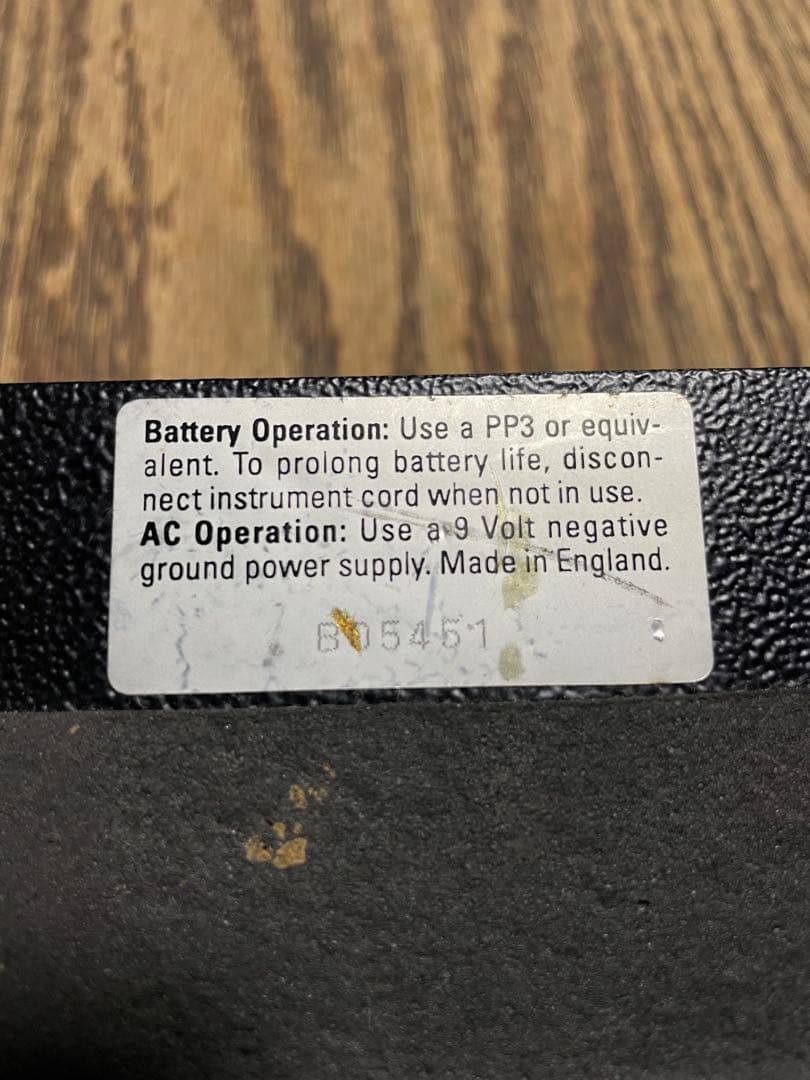 Battery Operation: Use a PP3 or equiv-
alent. To prolong battery life, discon-
nect instrument cord when not in use.
AC Operation: Use a 9 Volt negative
ground power supply. Made in England.
B05451